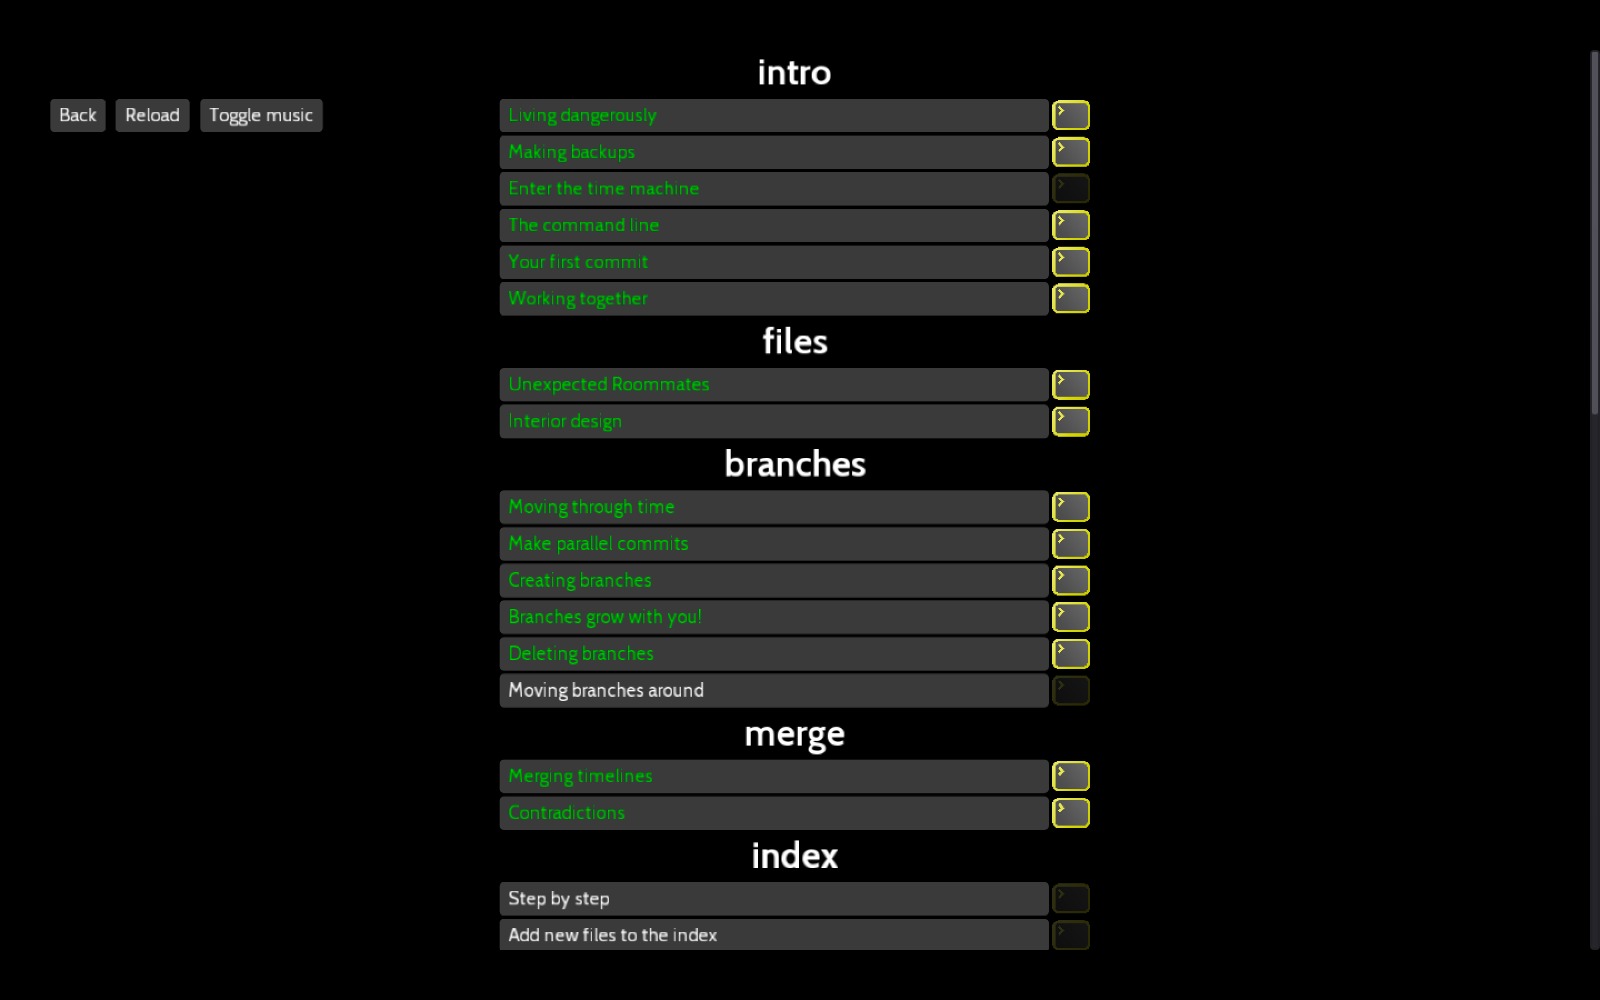 intro
Back Reload Toggle music
Living dangerously
Making backups
Enter the time machine
The command line
Your first commit
Working together
files
Unexpected Roommates
Interior design
branches
Moving through time
Make parallel commits
Creating branches
Branches grow with you!
Deleting branches
Moving branches around
merge
Merging timelines
Contradictions
index
Step by step
Add new files to the index